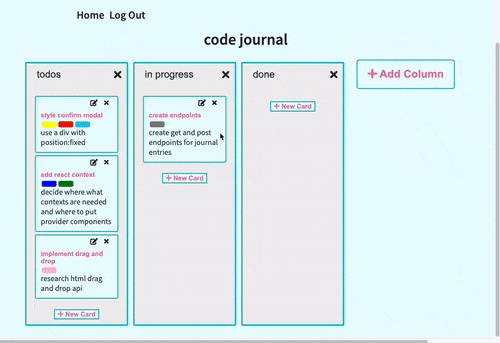 Home Log Out
code journal
todos
style confirm modal
use a div with
position:fixed
add react context
decide where what
contexts are needed
and where to put
provider components
implement drag and
drop
research html drag
and drop api
+ New Card
in progress
create endpoints
create get and post
endpoints for journal
entries
+ New Card
done
+ New Card
+ Add Column